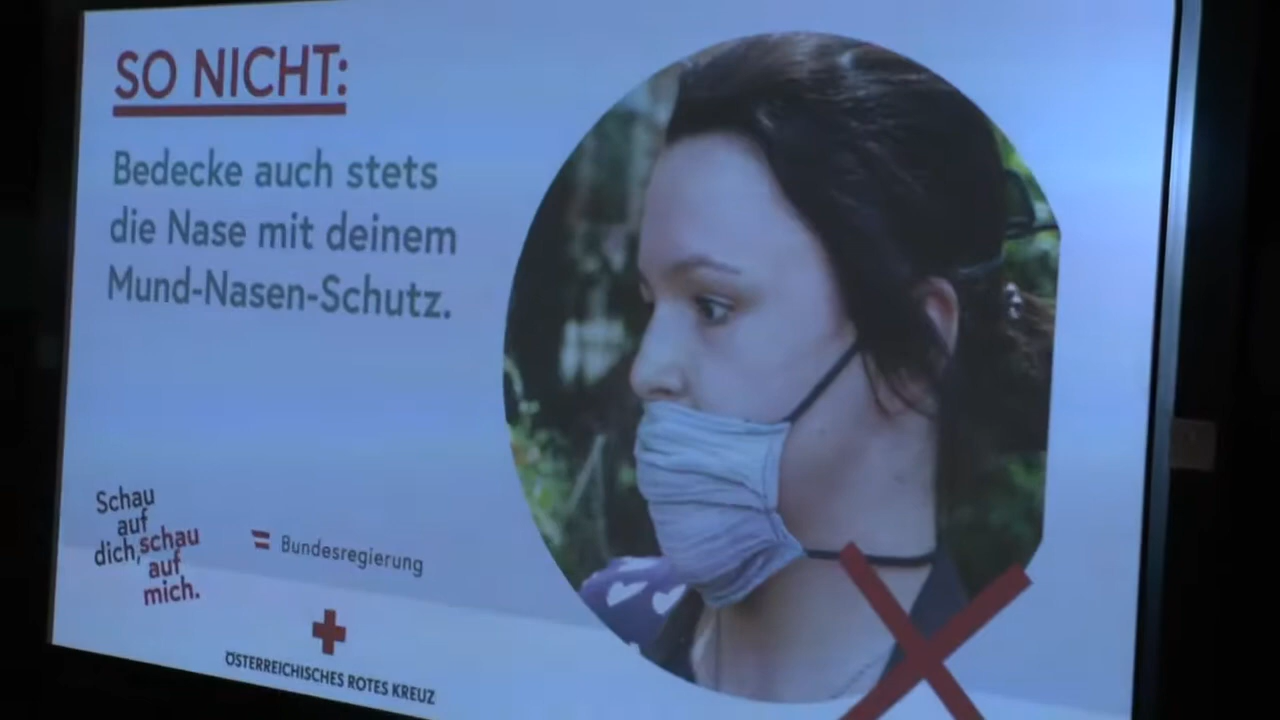 SO NICHT:
Bedecke auch stets
die Nase mit deinem
Mund-Nasen-Schutz.
Schau
auf
dich, schau
auf
mich.
Bundesregierung
ÖSTERREICHISCHES ROTES KREUZ